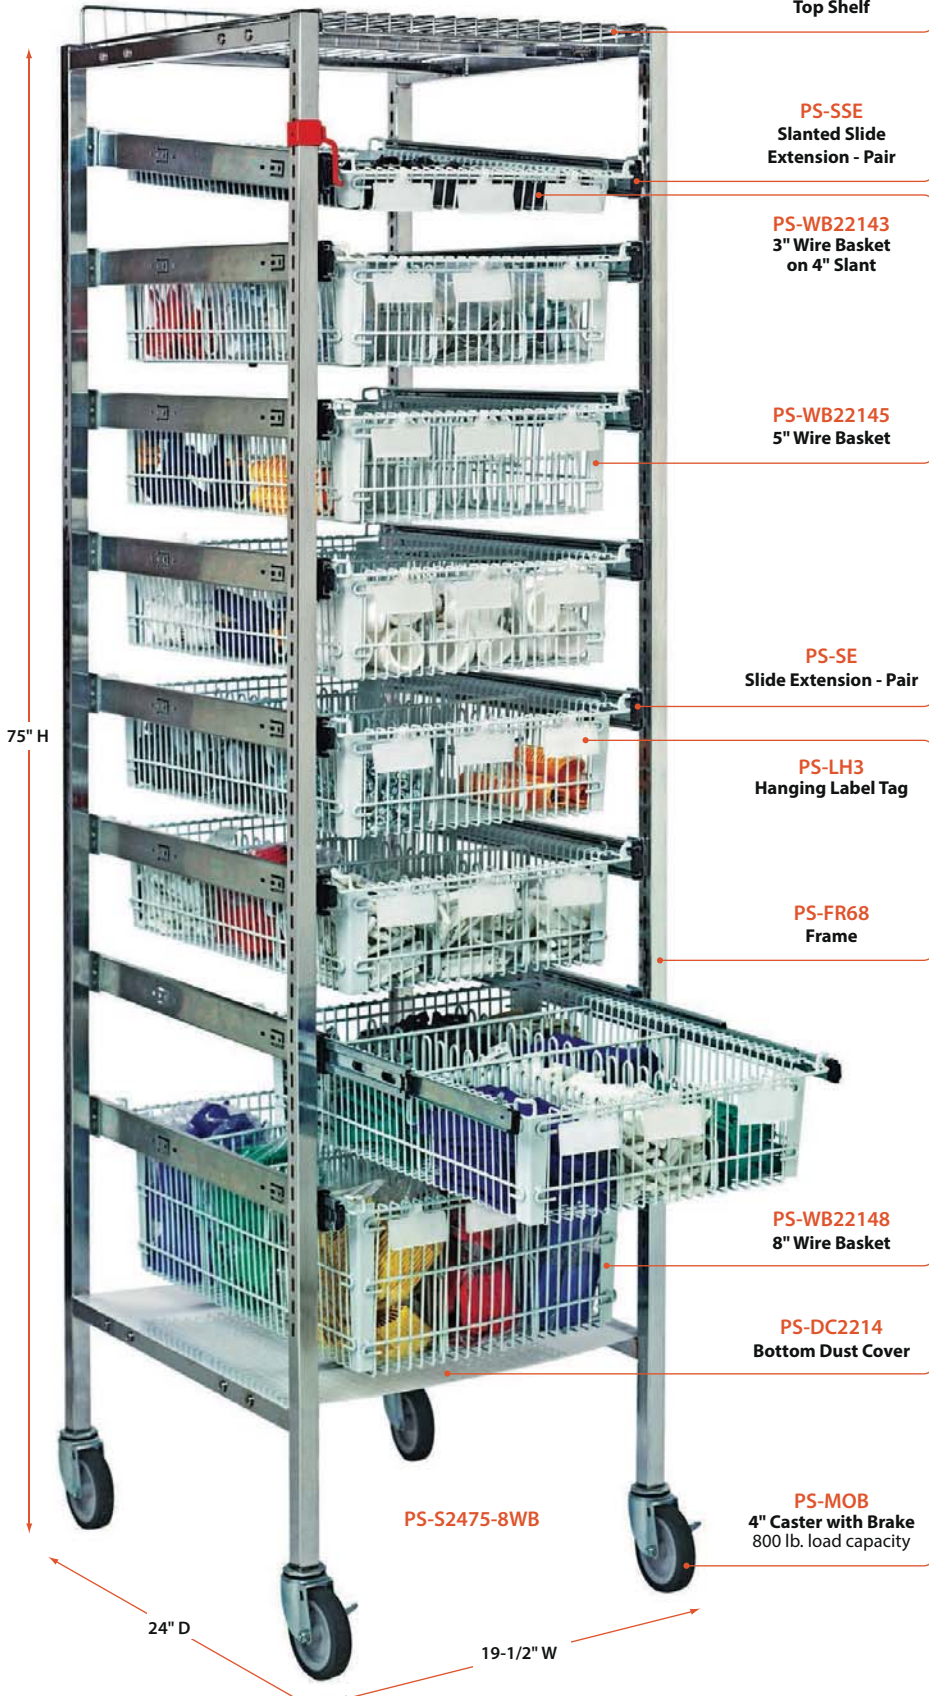 Top Shelf
PS-SSE
Slanted Slide
Extension - Pair
PS-WB22143
3" Wire Basket
on 4" Slant
PS-WB22145
5" Wire Basket
PS-SE
Slide Extension - Pair
75" H
PS-LH3
Hanging Label Tag
PS-FR68
Frame
PS-WB22148
8" Wire Basket
PS-DC2214
Bottom Dust Cover
PS-MOB
4" Caster with Brake
800 lb. load capacity
PS-S2475-8WB
24" D
19-1/2" W